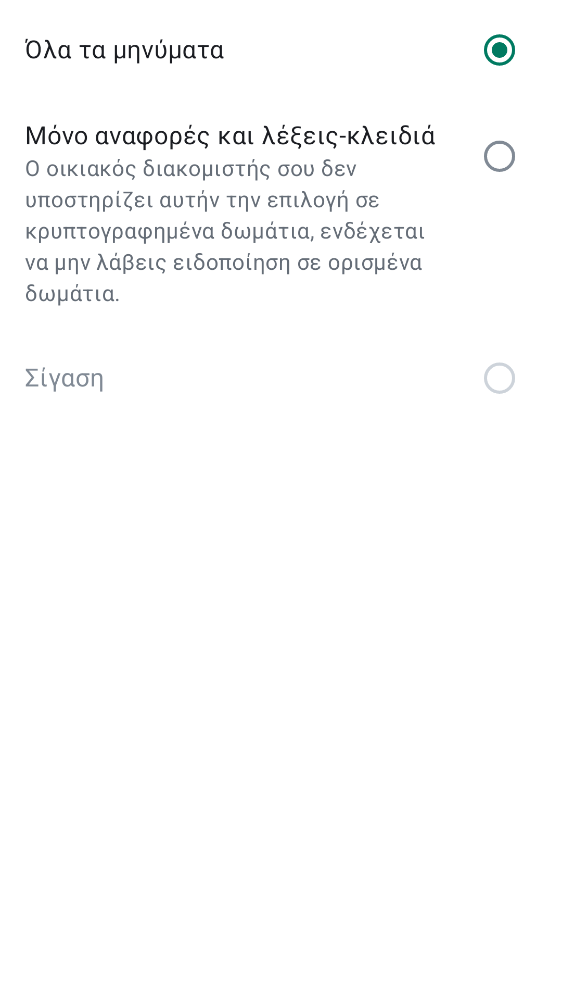 Όλα τα μηνύματα
Μόνο αναφορές και λέξεις-κλειδιά
Ο οικιακός διακομιστής σου δεν
υποστηρίζει αυτήν την επιλογή σε
κρυπτογραφημένα δωμάτια, ενδέχεται
να μην λάβεις ειδοποίηση σε ορισμένα
δωμάτια.
Σίγαση